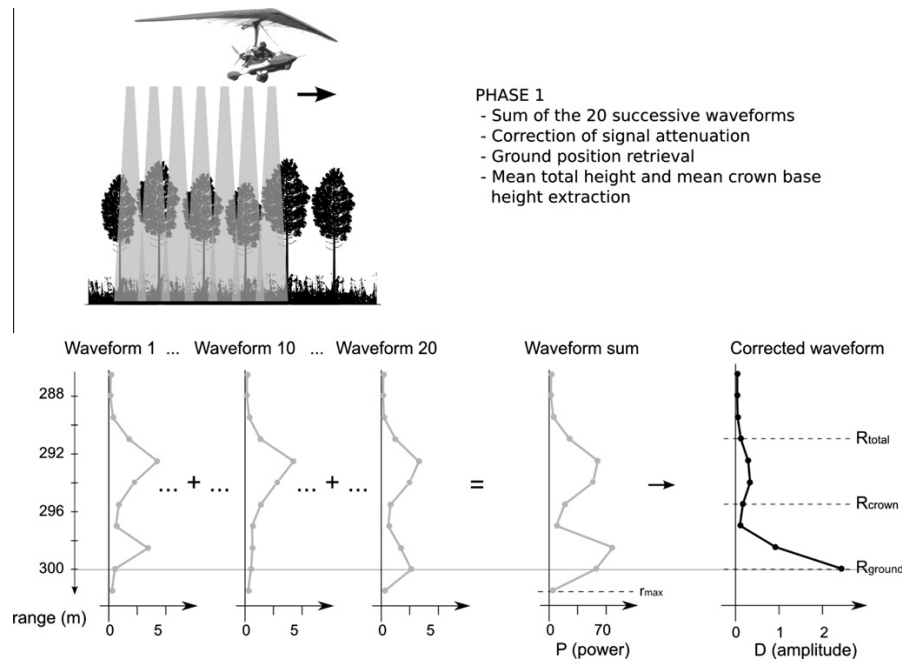 PHASE 1
- Sum of the 20 successive waveforms
- Correction of signal attenuation
- Ground position retrieval
- Mean total height and mean crown base
height extraction
Waveform 1 ... Waveform 10 ... Waveform 20 Waveform sum Corrected waveform
288
292
296
300
... + ... ... + ... =
Rtotal
Rcrown
Rground
rmax
range (m)
0 5 0 5 0 5 0 70 0 1 2
P (power) D (amplitude)